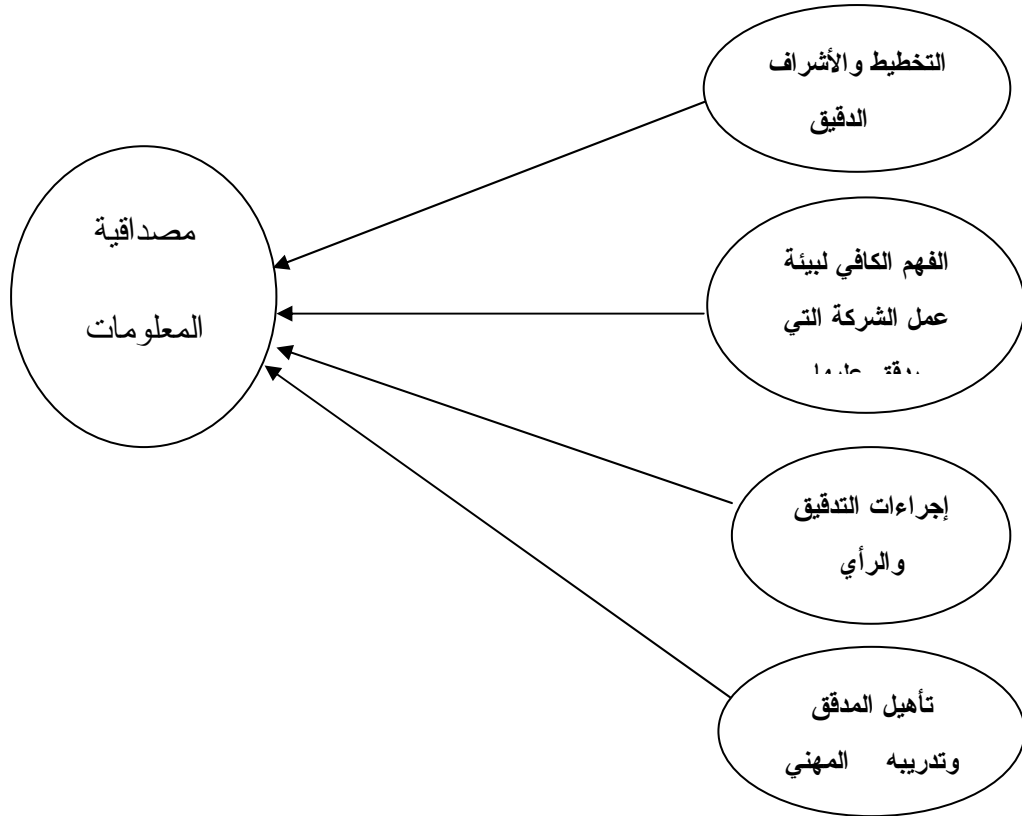 التخطيط والأشراف
الدقيق
مصداقية
المعلومات
الفهم الكافي لبيئة
عمل الشركة التي
إجراءات التدقيق
والرأي
تأهيل المدقق
وتدريبه المهني